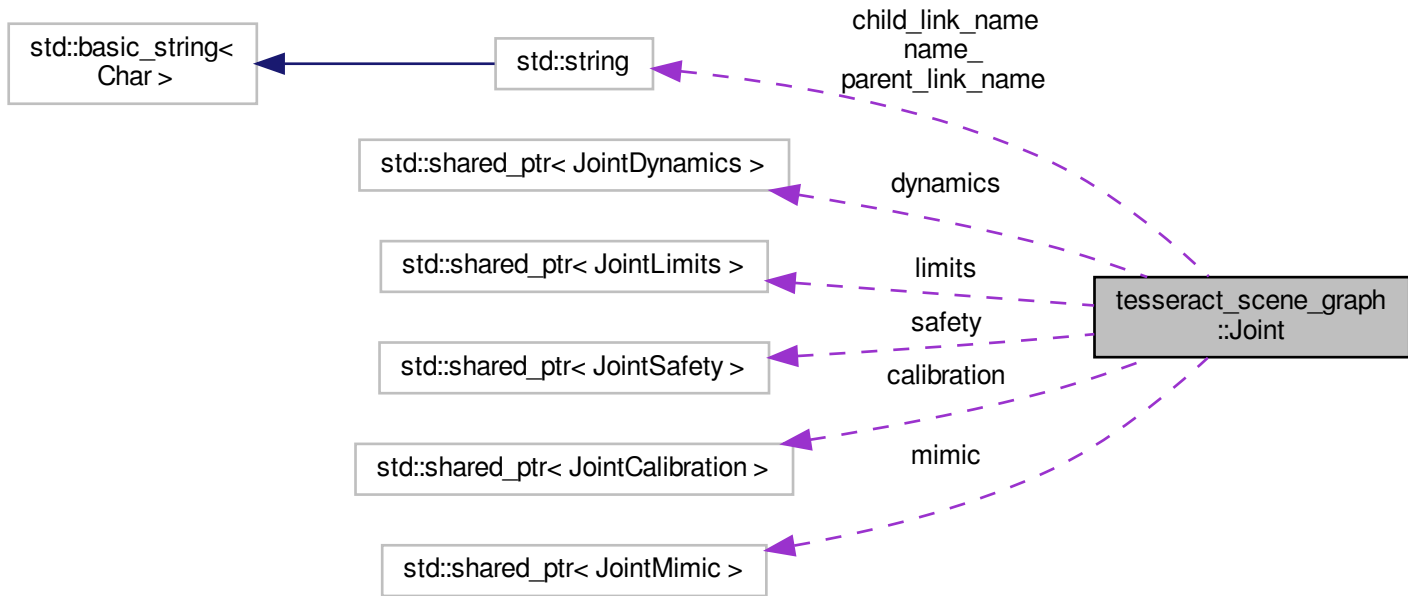 child_link_name
name_
parent_link_name
std::basic_string<
Char >
std::string
std::shared_ptr< JointDynamics >
dynamics
std::shared_ptr< JointLimits >
limits
tesseract_scene_graph
::Joint
safety
std::shared_ptr< JointSafety >
calibration
std::shared_ptr< JointCalibration >
mimic
std::shared_ptr< JointMimic >